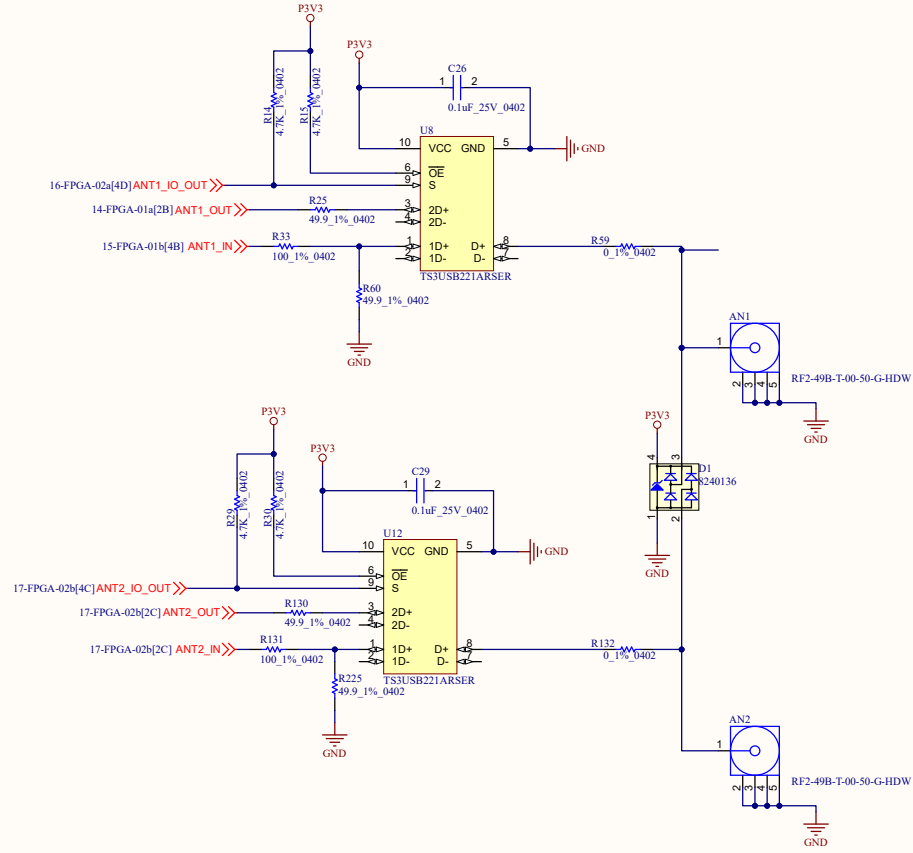 P3V3
P3V3
R14
4.7K_1%_0402
R15
4.7K_1%_0402
C26
1
2
0.1uF_25V_0402
U8
10
VCC
GND
5
GND
6
OE
9
S
16-FPGA-02a[4D]
ANT1_IO_OUT
14-FPGA-01a[2B]
ANT1_OUT
R25
49.9_1%_0402
3
2D+
4
2D-
15-FPGA-01b[4B]
ANT1_IN
R33
100_1%_0402
1
1D+
D+
8
2
1D-
D-
7
R59
0_1%_0402
TS3USB221ARSER
R60
49.9_1%_0402
GND
AN1
1
2
3
4
5
RF2-49B-T-00-50-G-HDW
GND
P3V3
4
3
D1
8240136
1
2
GND
P3V3
P3V3
R29
4.7K_1%_0402
R30
4.7K_1%_0402
C29
1
2
0.1uF_25V_0402
U12
10
VCC
GND
5
GND
6
OE
9
S
17-FPGA-02b[4C]
ANT2_IO_OUT
17-FPGA-02b[2C]
ANT2_OUT
R130
49.9_1%_0402
3
2D+
4
2D-
17-FPGA-02b[2C]
ANT2_IN
R131
100_1%_0402
1
1D+
D+
8
2
1D-
D-
7
R132
0_1%_0402
TS3USB221ARSER
R225
49.9_1%_0402
GND
AN2
1
2
3
4
5
RF2-49B-T-00-50-G-HDW
GND